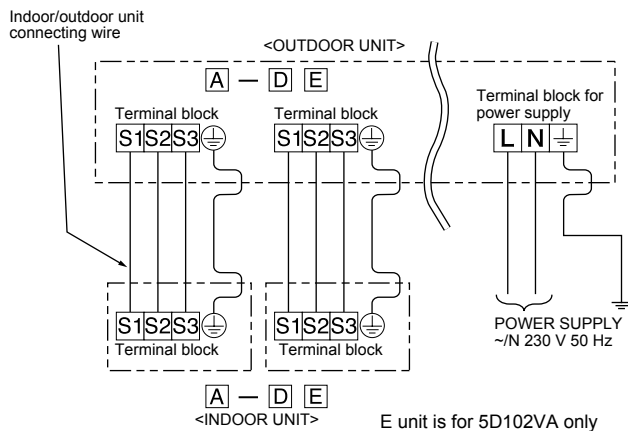 Indoor/outdoor unit
connecting wire
<OUTDOOR UNIT>
A — D E
Terminal block
S1 S2 S3
Terminal block
S1 S2 S3
Terminal block for
power supply
L N
S1 S2 S3
Terminal block
S1 S2 S3
Terminal block
POWER SUPPLY
~/N 230 V 50 Hz
A — D E
<INDOOR UNIT>
E unit is for 5D102VA only